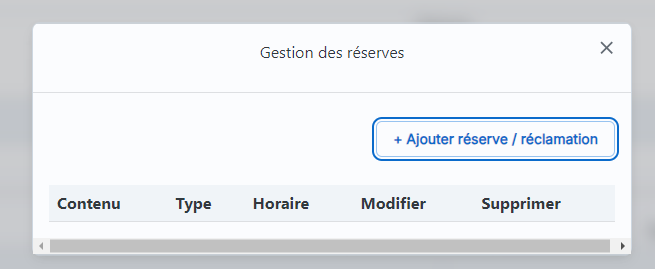 Gestion des réserves
+ Ajouter réserve / réclamation
Contenu Type Horaire Modifier Supprimer